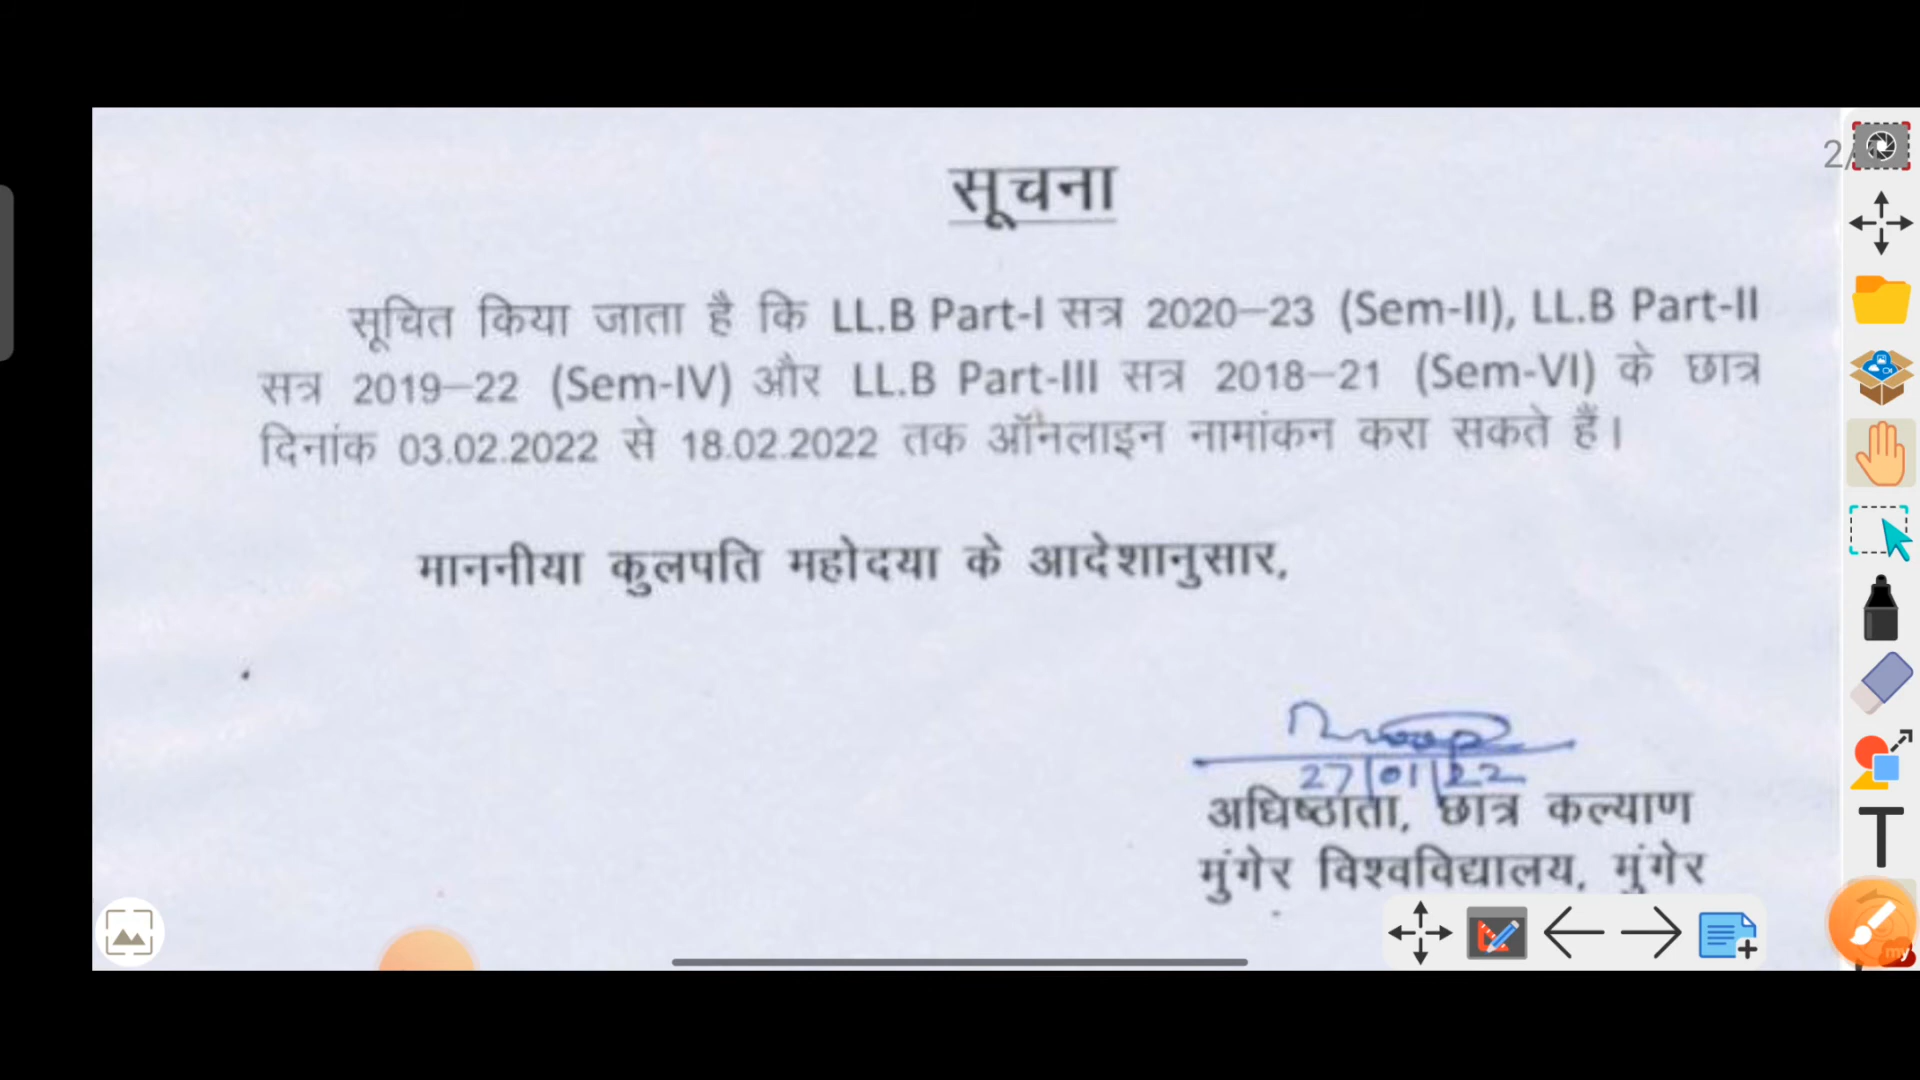 सूचना
सूचित किया जाता है कि LL.B Part-I सत्र 2020–23 (Sem-II), LL.B Part-II
सत्र 2019–22 (Sem-IV) और LL.B Part-III सत्र 2018–21 (Sem-VI) के छात्र
दिनांक 03.02.2022 से 18.02.2022 तक ऑनलाइन नामांकन करा सकते हैं।
माननीया कुलपति महोदया के आदेशानुसार,
27/01/22
अधिष्ठाता, छात्र कल्याण
मुंगेर विश्वविद्यालय, मुंगेर
2/
T
my